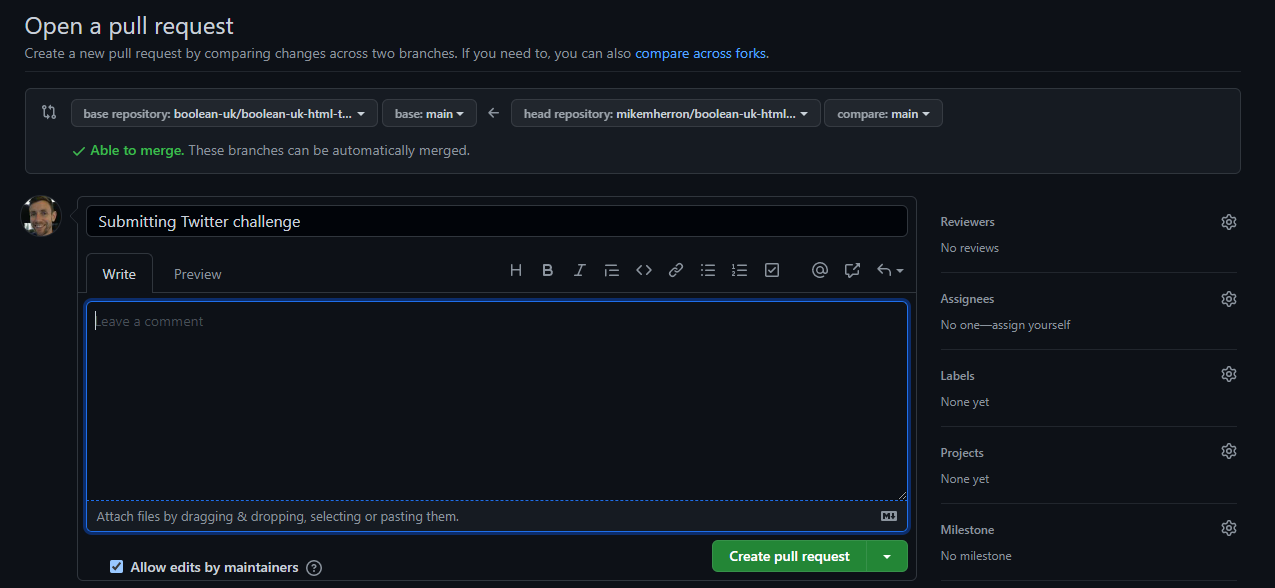 Open a pull request
Create a new pull request by comparing changes across two branches. If you need to, you can also compare across forks.
base repository: boolean-uk/boolean-uk-html-t... base: main head repository: mikemherron/boolean-uk-html... compare: main
Able to merge. These branches can be automatically merged.
Submitting Twitter challenge
Write Preview
Leave a comment
Attach files by dragging & dropping, selecting or pasting them.
Allow edits by maintainers
Create pull request
Reviewers
No reviews
Assignees
No one—assign yourself
Labels
None yet
Projects
None yet
Milestone
No milestone